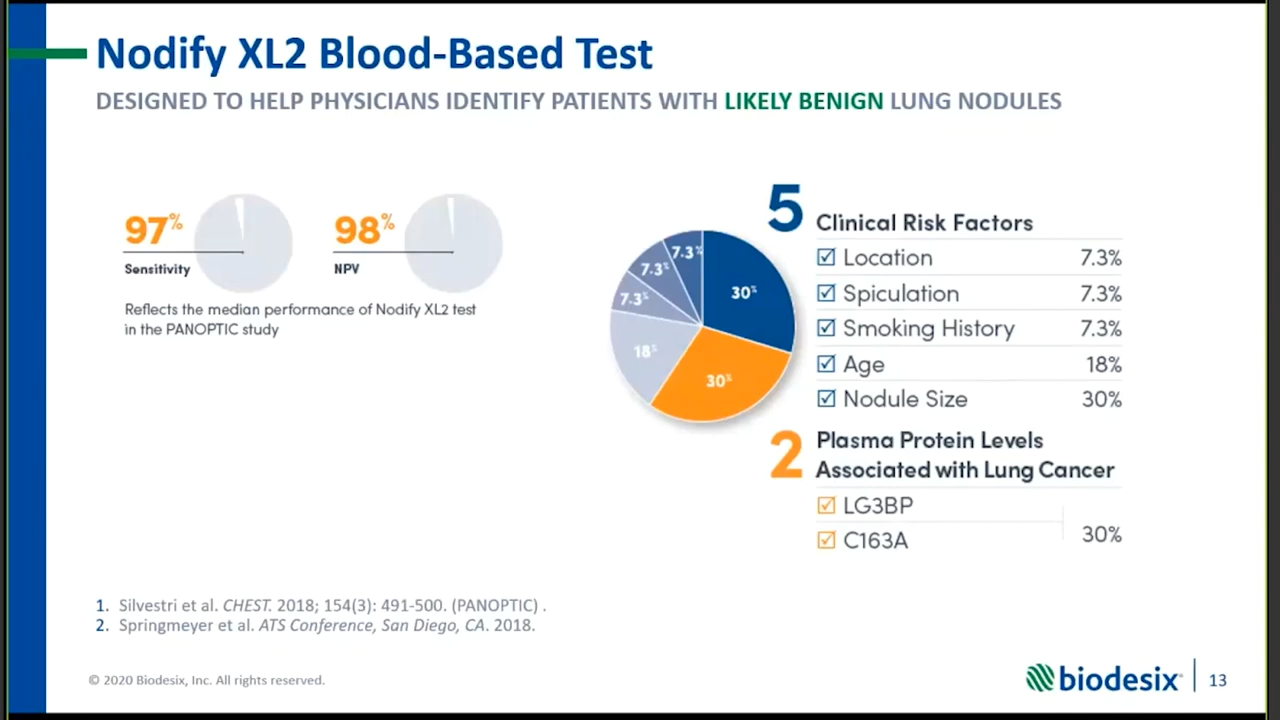 Nodify XL2 Blood-Based Test
DESIGNED TO HELP PHYSICIANS IDENTIFY PATIENTS WITH LIKELY BENIGN LUNG NODULES
97%
Sensitivity
98%
NPV
Reflects the median performance of Nodify XL2 test
in the PANOPTIC study
7.3%
7.3%
7.3%
18%
30%
30%
5 Clinical Risk Factors
Location 7.3%
Spiculation 7.3%
Smoking History 7.3%
Age 18%
Nodule Size 30%
2 Plasma Protein Levels
Associated with Lung Cancer
LG3BP
C163A
30%
1. Silvestri et al. CHEST. 2018; 154(3): 491-500. (PANOPTIC) .
2. Springmeyer et al. ATS Conference, San Diego, CA. 2018.
© 2020 Biodesix, Inc. All rights reserved.
biodesix
13